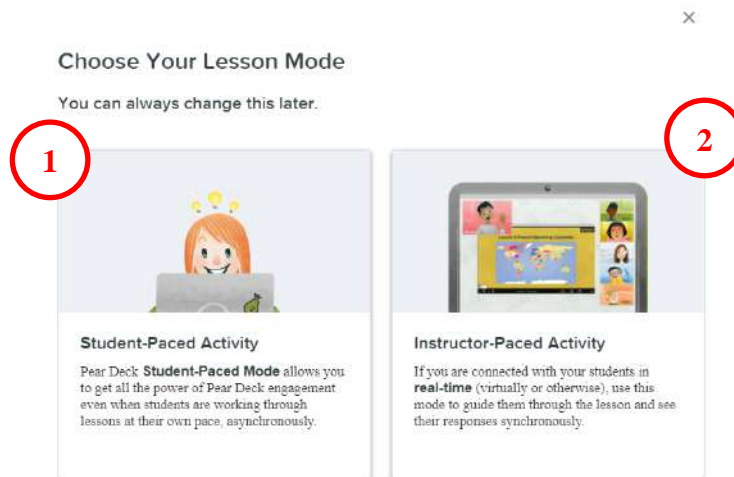 ×
Choose Your Lesson Mode
You can always change this later.
1
2
Student-Paced Activity
Pear Deck Student-Paced Mode allows you
to get all the power of Pear Deck engagement
even when students are working through
lessons at their own pace, asynchronously.
Instructor-Paced Activity
If you are connected with your students in
real-time (virtually or otherwise), use this
mode to guide them through the lesson and see
their responses synchronously.